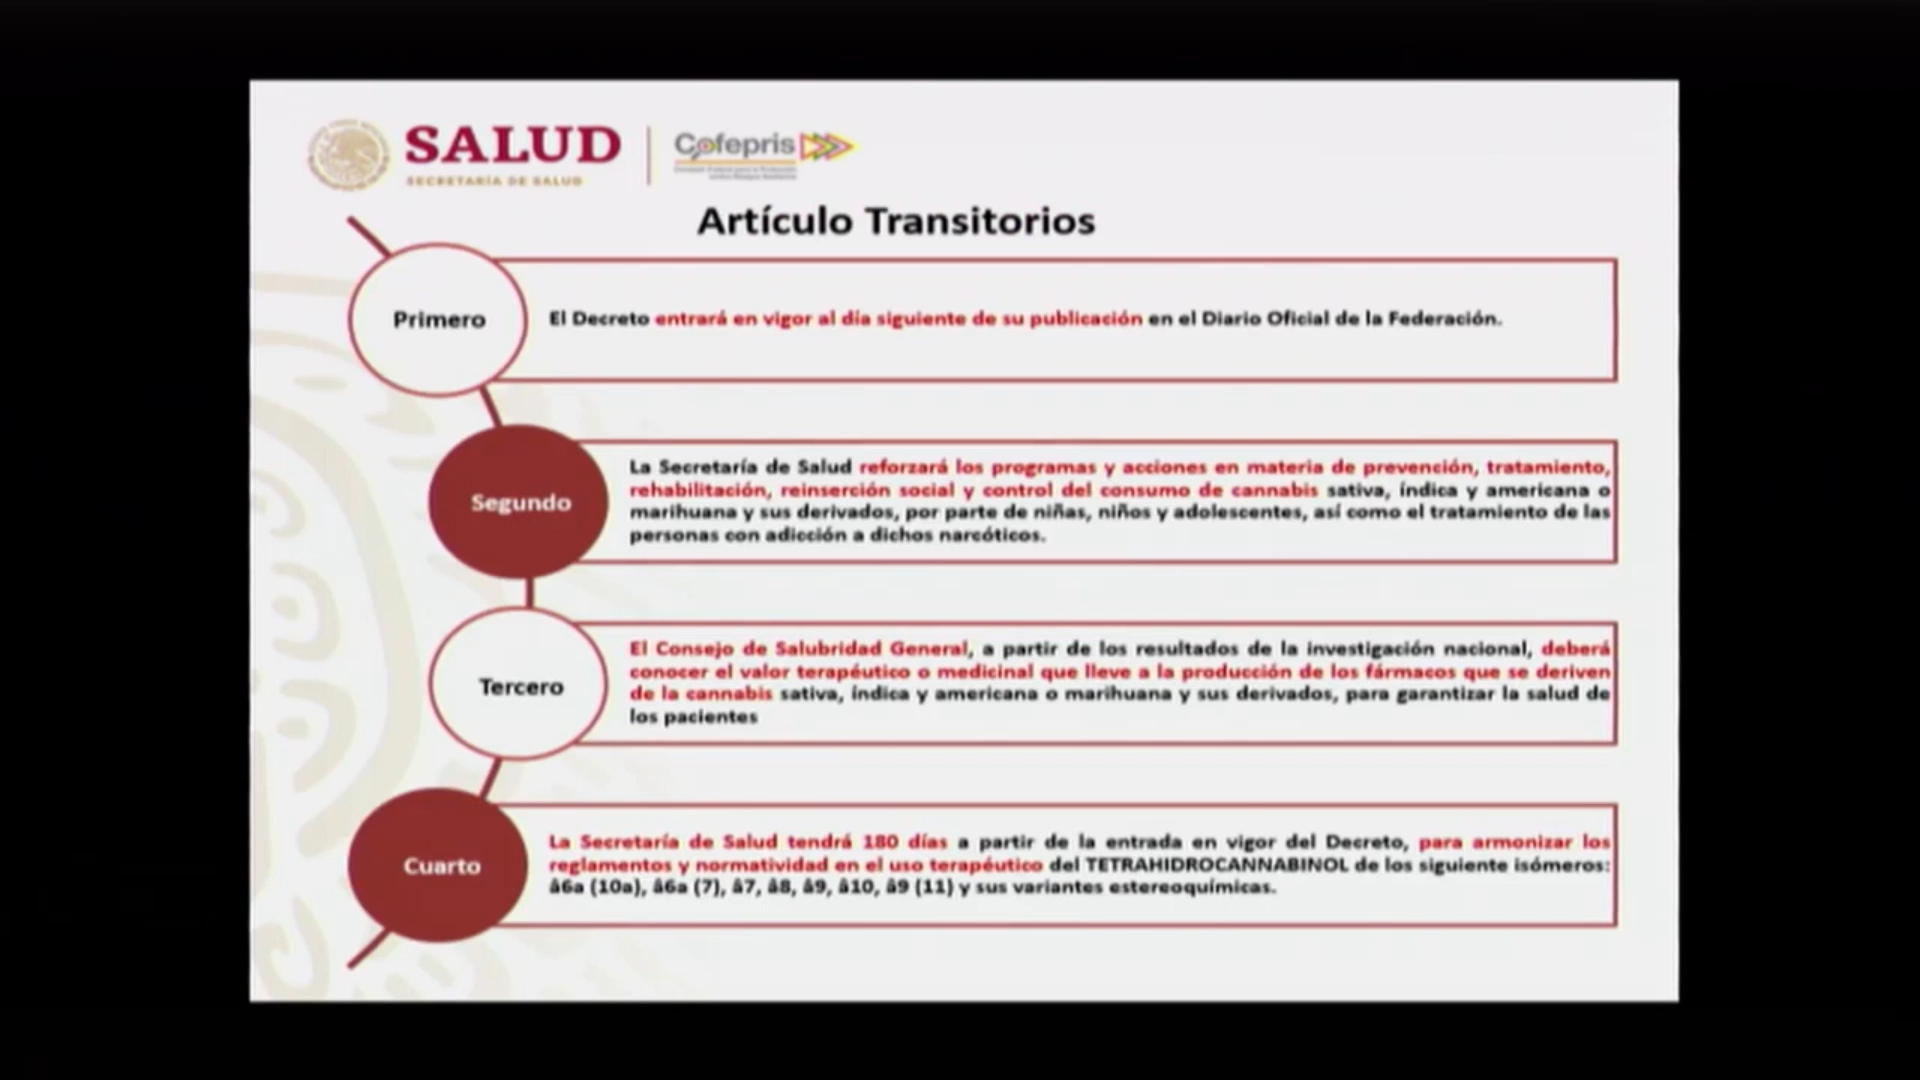 SALUD
SECRETARÍA DE SALUD
Cofepris
Artículo Transitorios
Primero
El Decreto entrará en vigor al día siguiente de su publicación en el Diario Oficial de la Federación.
Segundo
La Secretaría de Salud reforzará los programas y acciones en materia de prevención, tratamiento,
rehabilitación, reinserción social y control del consumo de cannabis sativa, índica y americana o
marihuana y sus derivados, por parte de niñas, niños y adolescentes, así como el tratamiento de las
personas con adicción a dichos narcóticos.
Tercero
El Consejo de Salubridad General, a partir de los resultados de la investigación nacional, deberá
conocer el valor terapéutico o medicinal que lleve a la producción de los fármacos que se deriven
de la cannabis sativa, índica y americana o marihuana y sus derivados, para garantizar la salud de
los pacientes
Cuarto
La Secretaría de Salud tendrá 180 días a partir de la entrada en vigor del Decreto, para armonizar los
reglamentos y normatividad en el uso terapéutico del TETRAHIDROCANNABINOL de los siguiente isómeros:
â6a (10a), â6a (7), â7, â8, â9, â10, â9 (11) y sus variantes estereoquímicas.